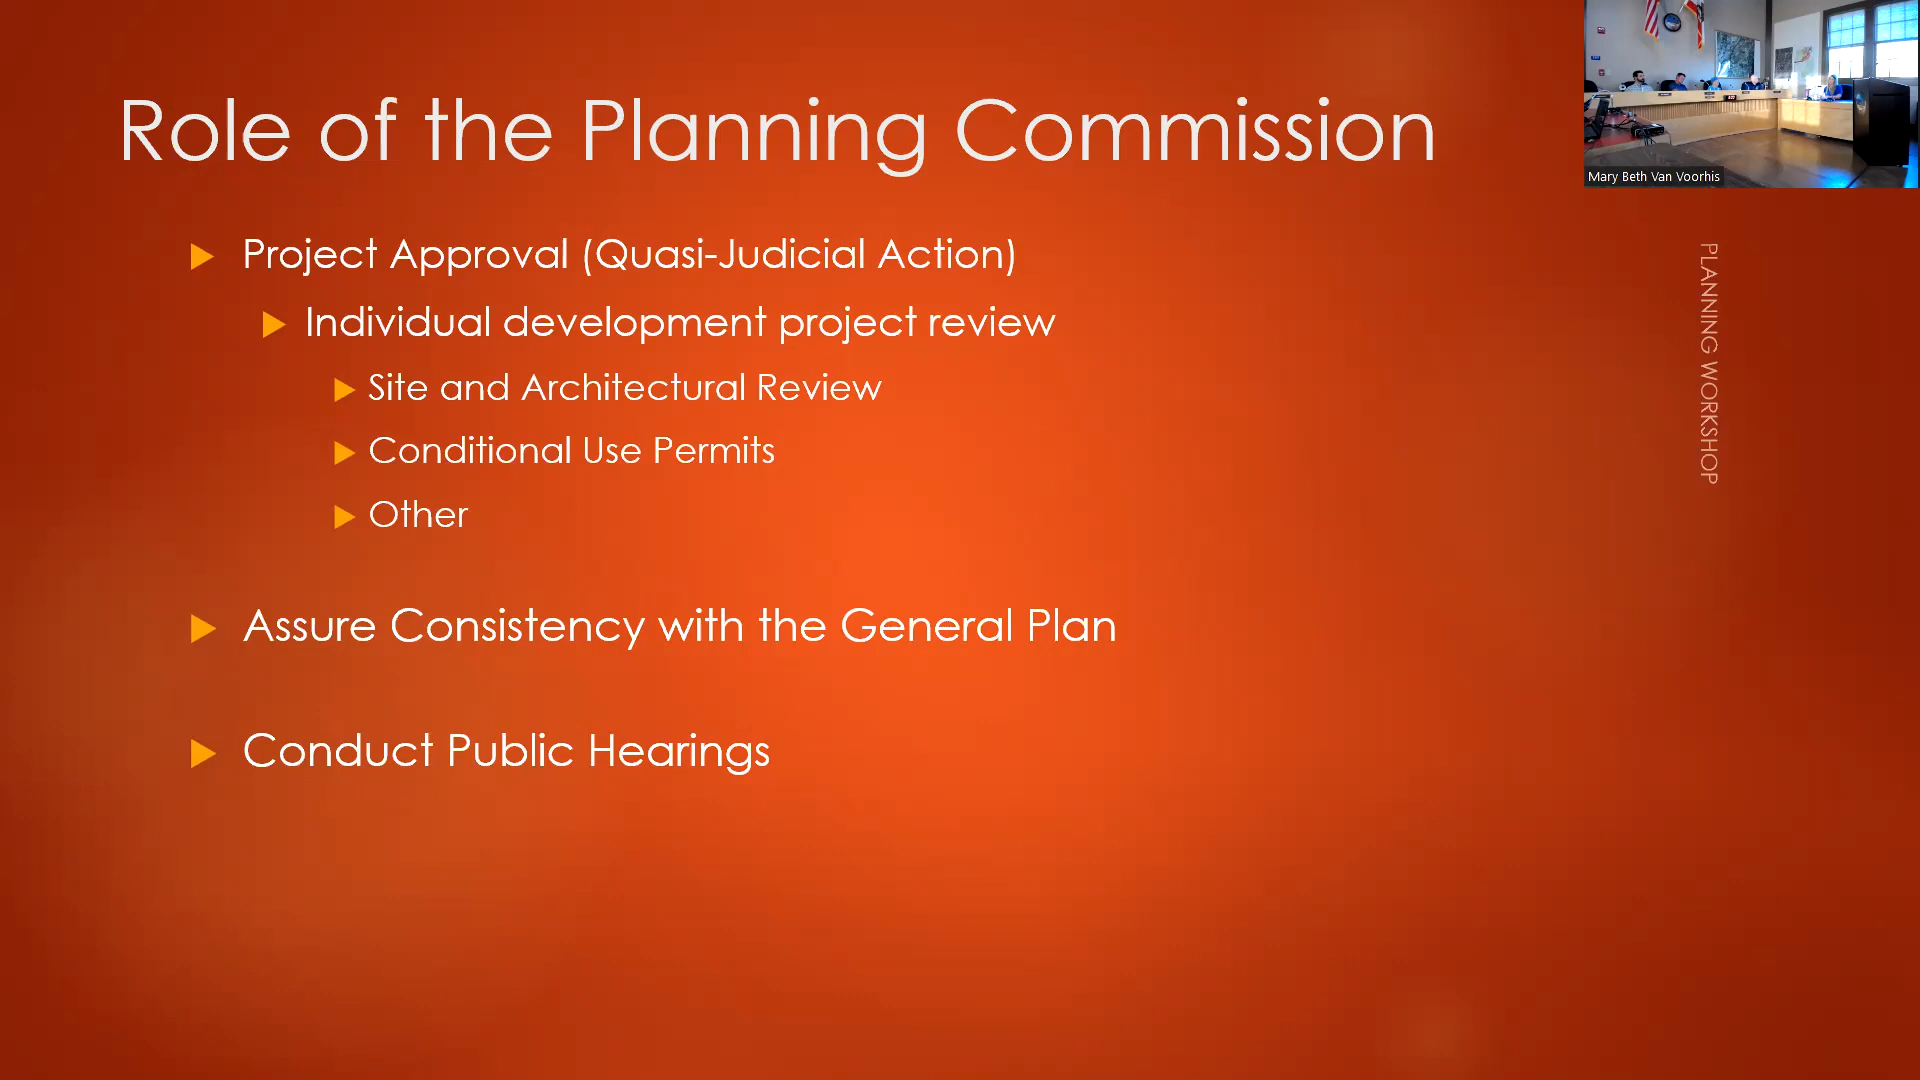 Role of the Planning Commission
Project Approval (Quasi-Judicial Action)
Individual development project review
Site and Architectural Review
Conditional Use Permits
Other
Assure Consistency with the General Plan
Conduct Public Hearings
Mary Beth Van Voorhis
PLANNING WORKSHOP